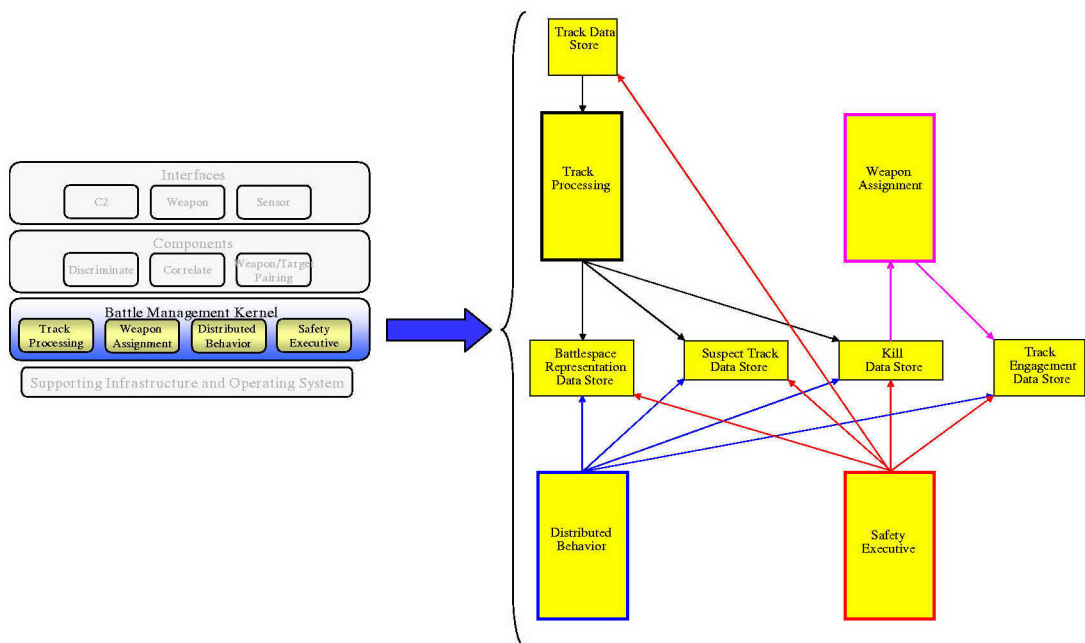 Interfaces
C2
Weapon
Sensor
Components
Discriminate
Correlate
Weapon/Target
Pairing
Battle Management Kernel
Track
Processing
Weapon
Assignment
Distributed
Behavior
Safety
Executive
Supporting Infrastructure and Operating System
Track Data
Store
Track
Processing
Weapon
Assignment
Battlespace
Representation
Data Store
Suspect Track
Data Store
Kill
Data Store
Track
Engagement
Data Store
Distributed
Behavior
Safety
Executive